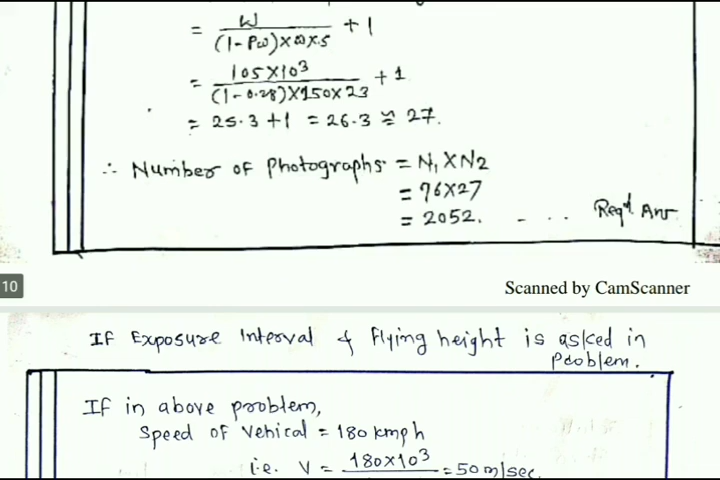 = W / (1-Pw)×w×s + 1
= 105×10³ / (1-0.28)×150×23 + 1
= 25.3+1 = 26.3 ≅ 27.
∴ Number of Photographs = N₁ X N2
= 76×27
= 2052. - . . Reqᵈ Ans
10
Scanned by CamScanner
If Exposure Interval & flying height is asked in
Problem.
If in above problem,
Speed of Vehical = 180 kmph
i.e. V = 180×10³ = 50 m/sec.